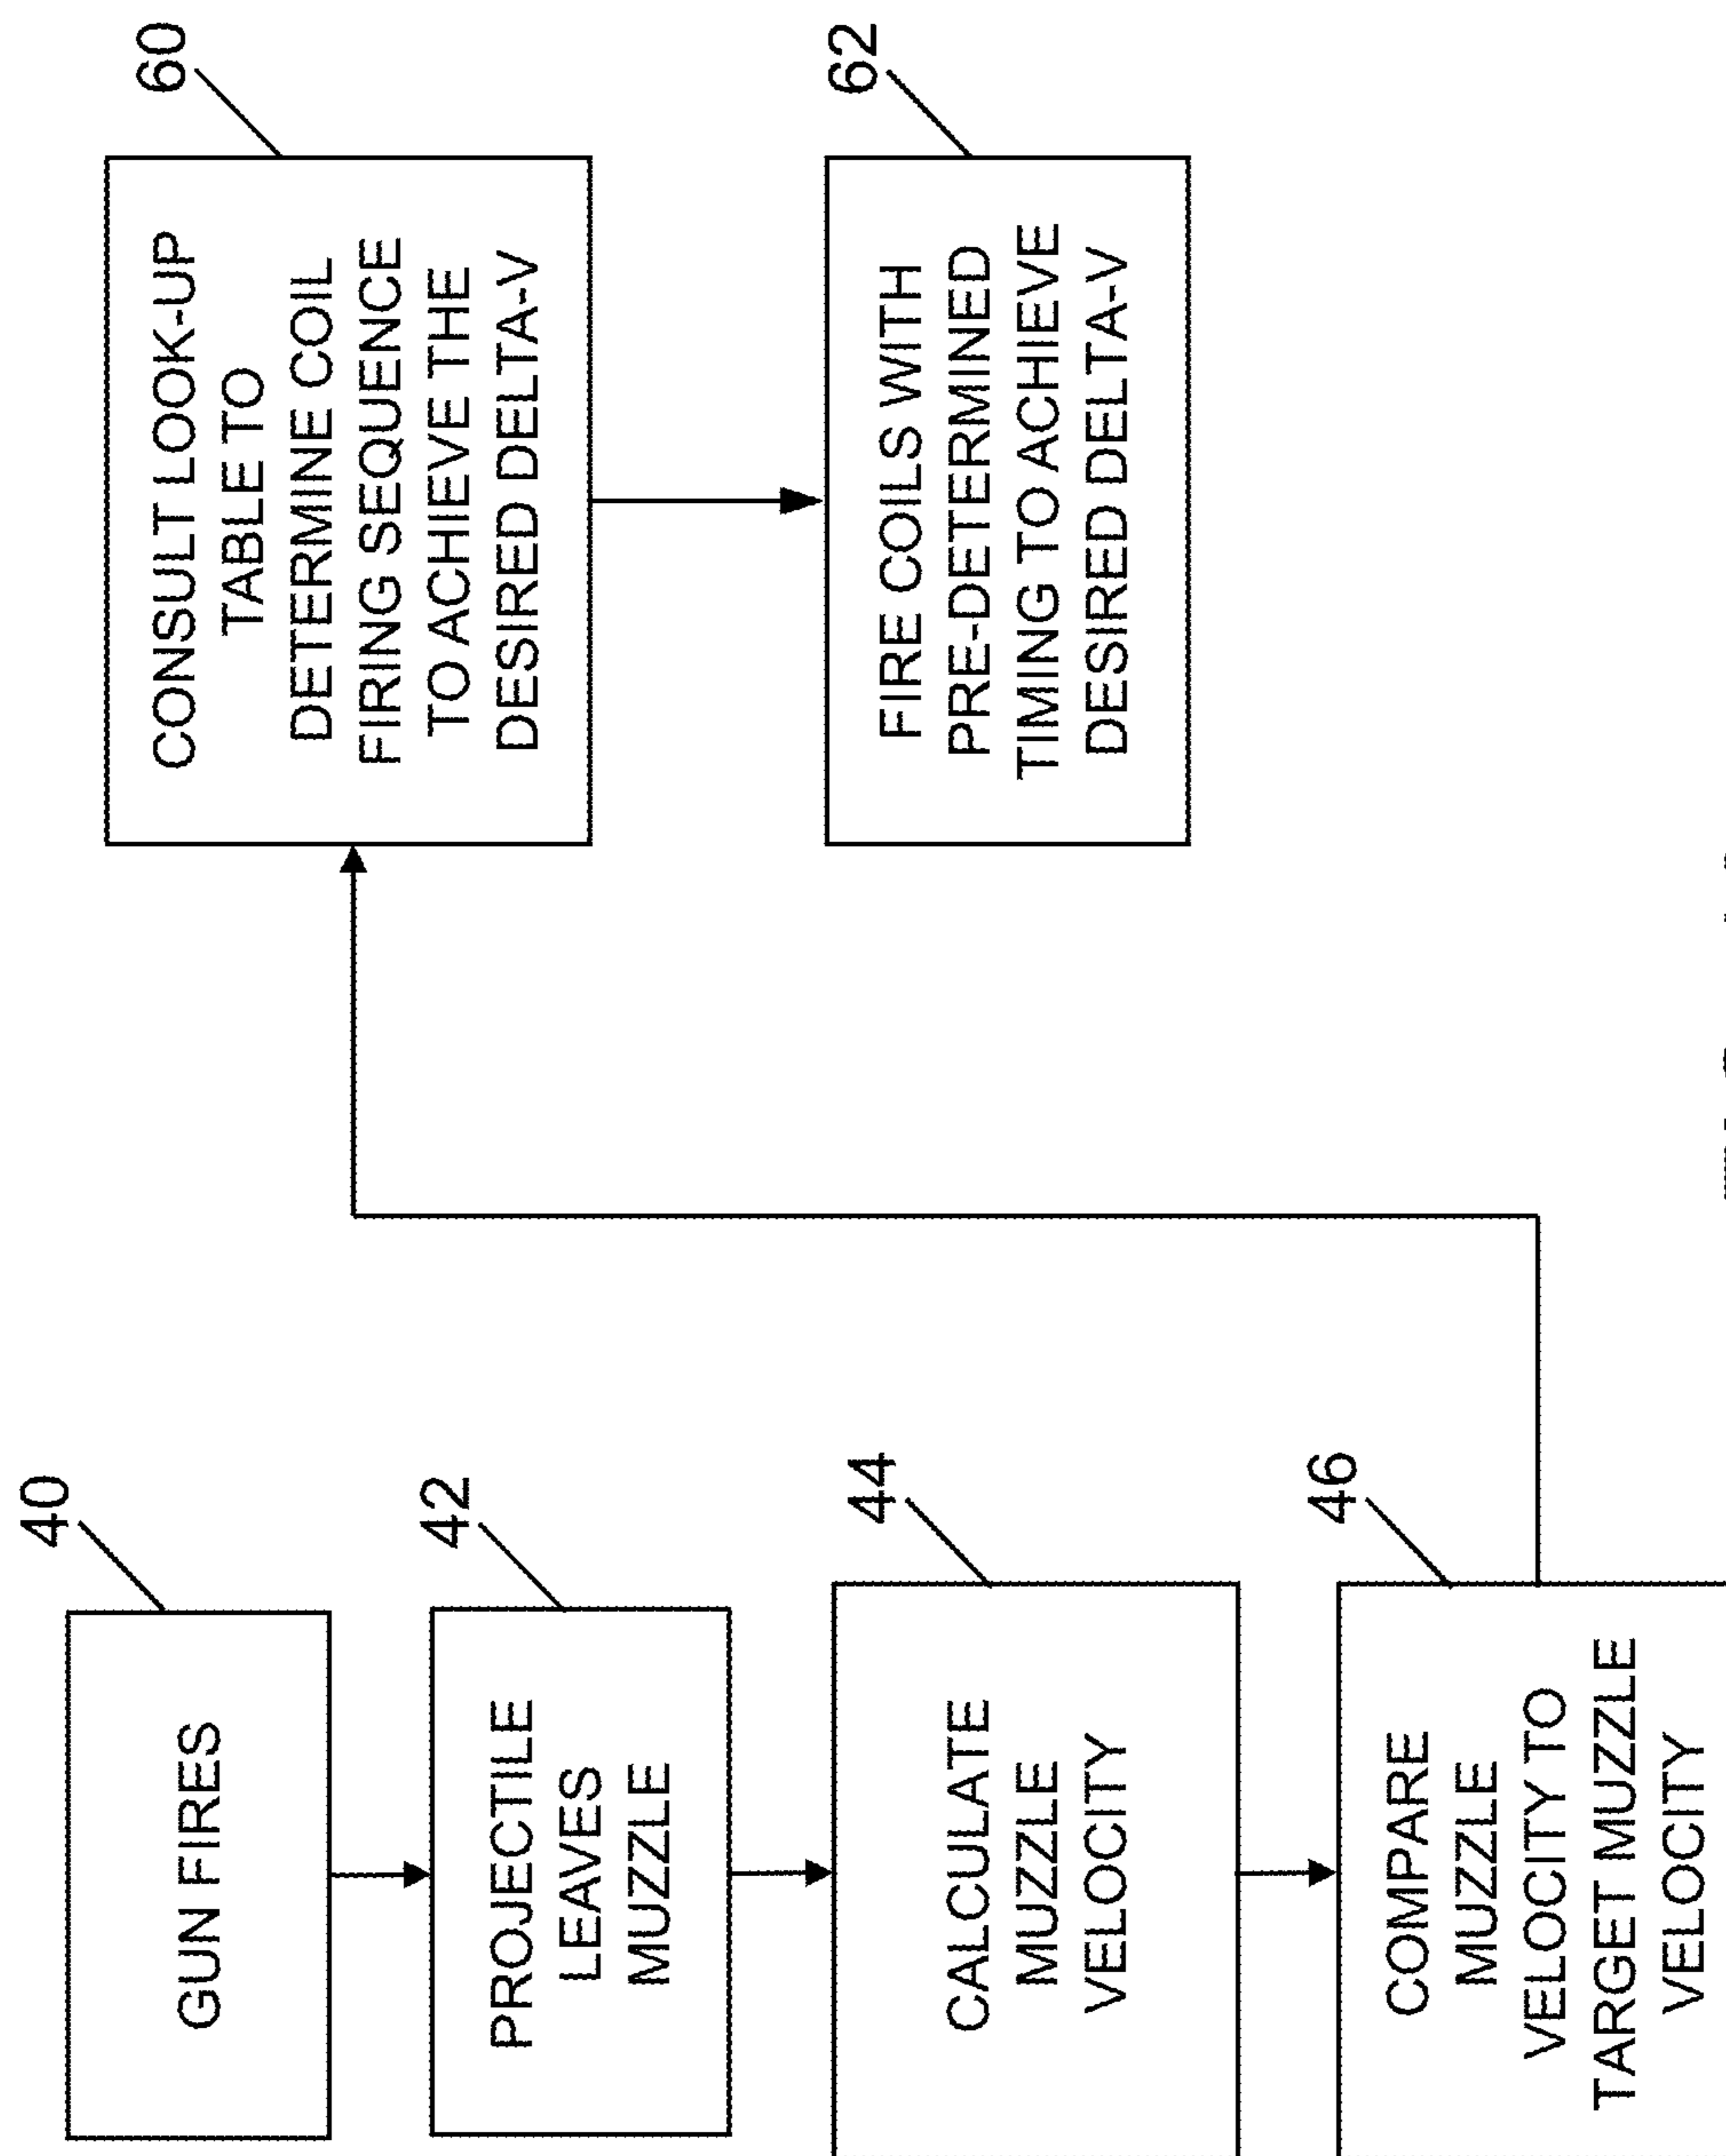 40
GUN FIRES
42
PROJECTILE
LEAVES
MUZZLE
44
CALCULATE
MUZZLE
VELOCITY
46
COMPARE
MUZZLE
VELOCITY TO
TARGET MUZZLE
VELOCITY
60
CONSULT LOOK-UP
TABLE TO
DETERMINE COIL
FIRING SEQUENCE
TO ACHIEVE THE
DESIRED DELTA-V
62
FIRE COILS WITH
PRE-DETERMINED
TIMING TO ACHIEVE
DESIRED DELTA-V